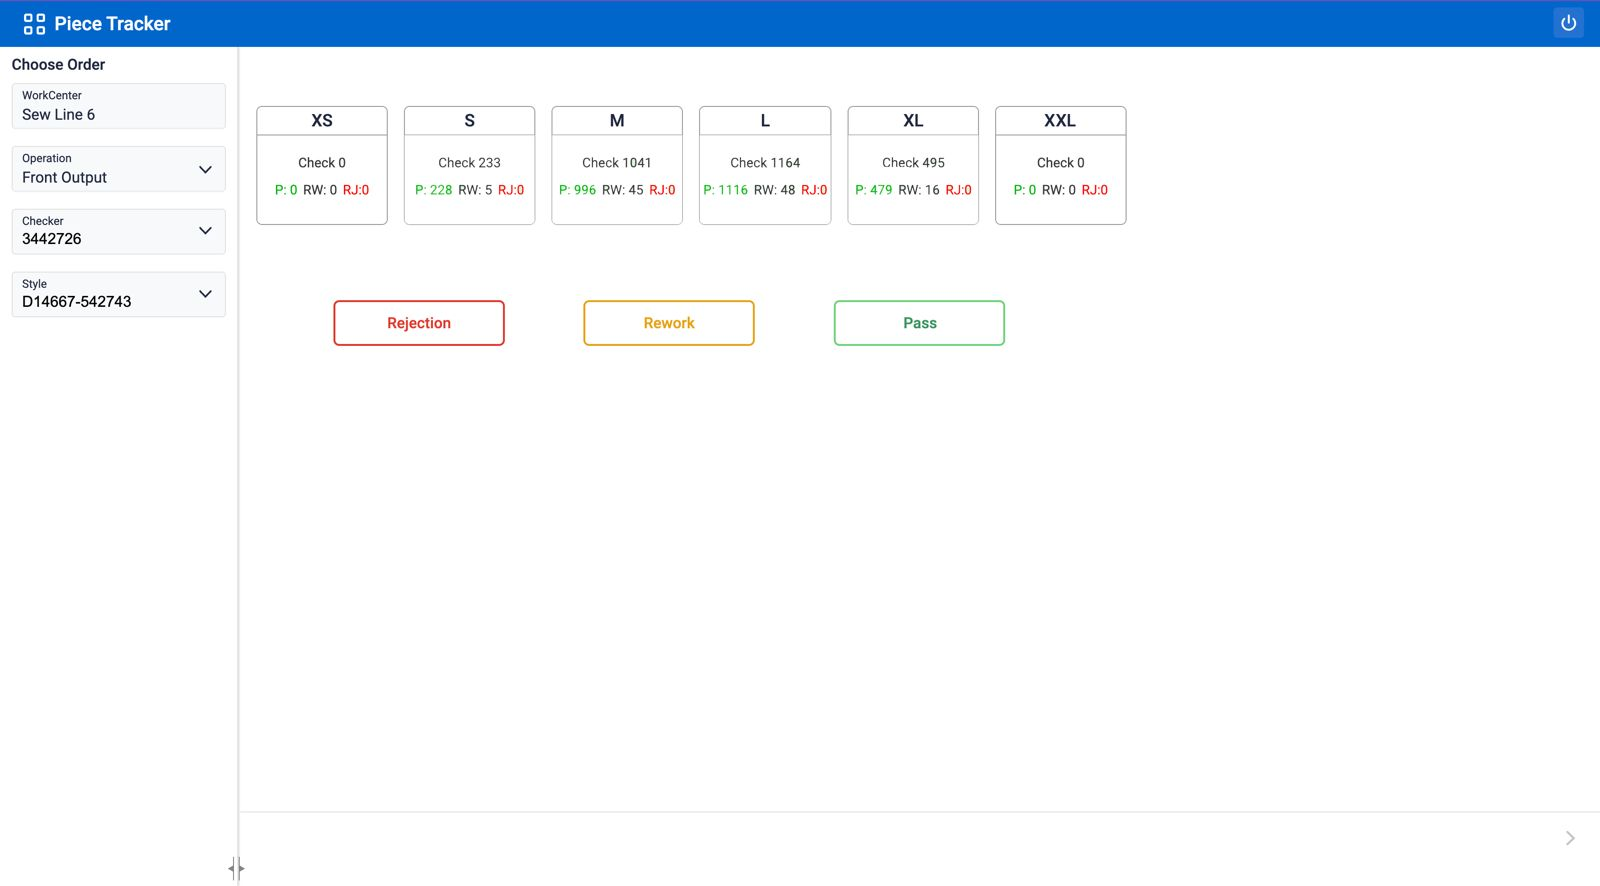 Piece Tracker
Choose Order
WorkCenter
Sew Line 6
Operation
Front Output
Checker
3442726
Style
D14667-542743
XS
Check 0
P: 0 RW: 0 RJ:0
S
Check 233
P: 228 RW: 5 RJ:0
M
Check 1041
P: 996 RW: 45 RJ:0
L
Check 1164
P: 1116 RW: 48 RJ:0
XL
Check 495
P: 479 RW: 16 RJ:0
XXL
Check 0
P: 0 RW: 0 RJ:0
Rejection
Rework
Pass